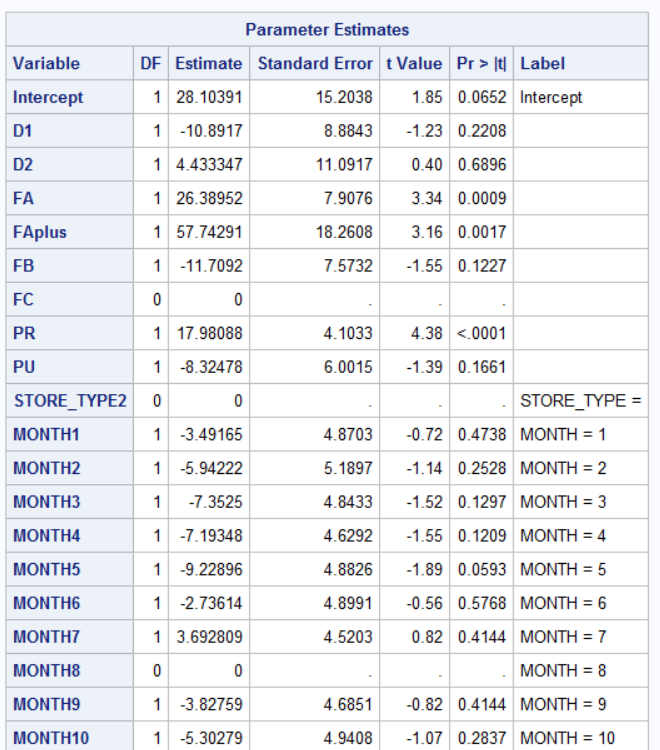 Parameter Estimates
Variable DF Estimate Standard Error t Value Pr > |t| Label
Intercept 1 28.10391 15.2038 1.85 0.0652 Intercept
D1 1 -10.8917 8.8843 -1.23 0.2208
D2 1 4.433347 11.0917 0.40 0.6896
FA 1 26.38952 7.9076 3.34 0.0009
FAplus 1 57.74291 18.2608 3.16 0.0017
FB 1 -11.7092 7.5732 -1.55 0.1227
FC 0 0 . . .
PR 1 17.98088 4.1033 4.38 <.0001
PU 1 -8.32478 6.0015 -1.39 0.1661
STORE_TYPE2 0 0 . . . STORE_TYPE =
MONTH1 1 -3.49165 4.8703 -0.72 0.4738 MONTH = 1
MONTH2 1 -5.94222 5.1897 -1.14 0.2528 MONTH = 2
MONTH3 1 -7.3525 4.8433 -1.52 0.1297 MONTH = 3
MONTH4 1 -7.19348 4.6292 -1.55 0.1209 MONTH = 4
MONTH5 1 -9.22896 4.8826 -1.89 0.0593 MONTH = 5
MONTH6 1 -2.73614 4.8991 -0.56 0.5768 MONTH = 6
MONTH7 1 3.692809 4.5203 0.82 0.4144 MONTH = 7
MONTH8 0 0 . . . MONTH = 8
MONTH9 1 -3.82759 4.6851 -0.82 0.4144 MONTH = 9
MONTH10 1 -5.30279 4.9408 -1.07 0.2837 MONTH = 10